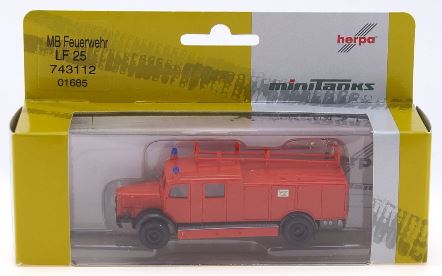 MB Feuerwehr
LF 25
743112
01685
herpa
miniTanks